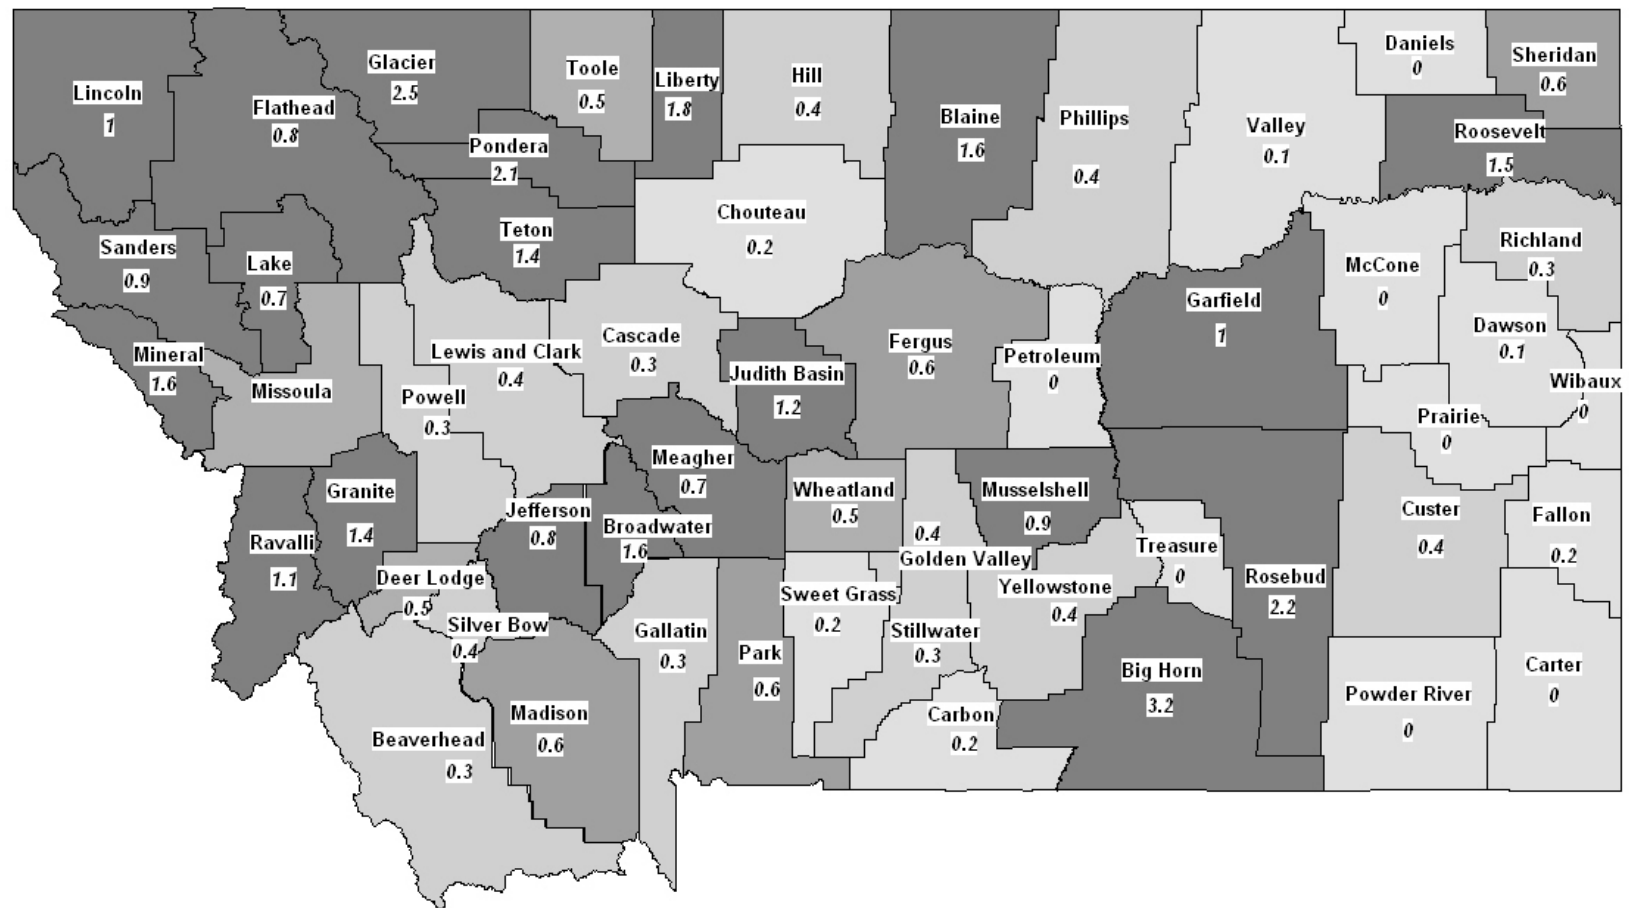 Lincoln
1
Flathead
0.8
Glacier
2.5
Toole
0.5
Liberty
1.8
Hill
0.4
Blaine
1.6
Phillips
0.4
Valley
0.1
Daniels
0
Sheridan
0.6
Roosevelt
1.5
Pondera
2.1
Teton
1.4
Chouteau
0.2
Sanders
0.9
Lake
0.7
Richland
0.3
McCone
0
Garfield
1
Dawson
0.1
Mineral
1.6
Missoula
Lewis and Clark
0.4
Powell
0.3
Cascade
0.3
Judith Basin
1.2
Fergus
0.6
Petroleum
0
Wibaux
0
Prairie
0
Meagher
0.7
Granite
1.4
Ravalli
1.1
Jefferson
0.8
Broadwater
1.6
Wheatland
0.5
0.4
Golden Valley
Musselshell
0.9
Treasure
0
Custer
0.4
Fallon
0.2
Deer Lodge
0.5
Silver Bow
0.4
Gallatin
0.3
Park
0.6
Sweet Grass
0.2
Stillwater
0.3
Yellowstone
0.4
Rosebud
2.2
Big Horn
3.2
Carbon
0.2
Powder River
0
Carter
0
Madison
0.6
Beaverhead
0.3